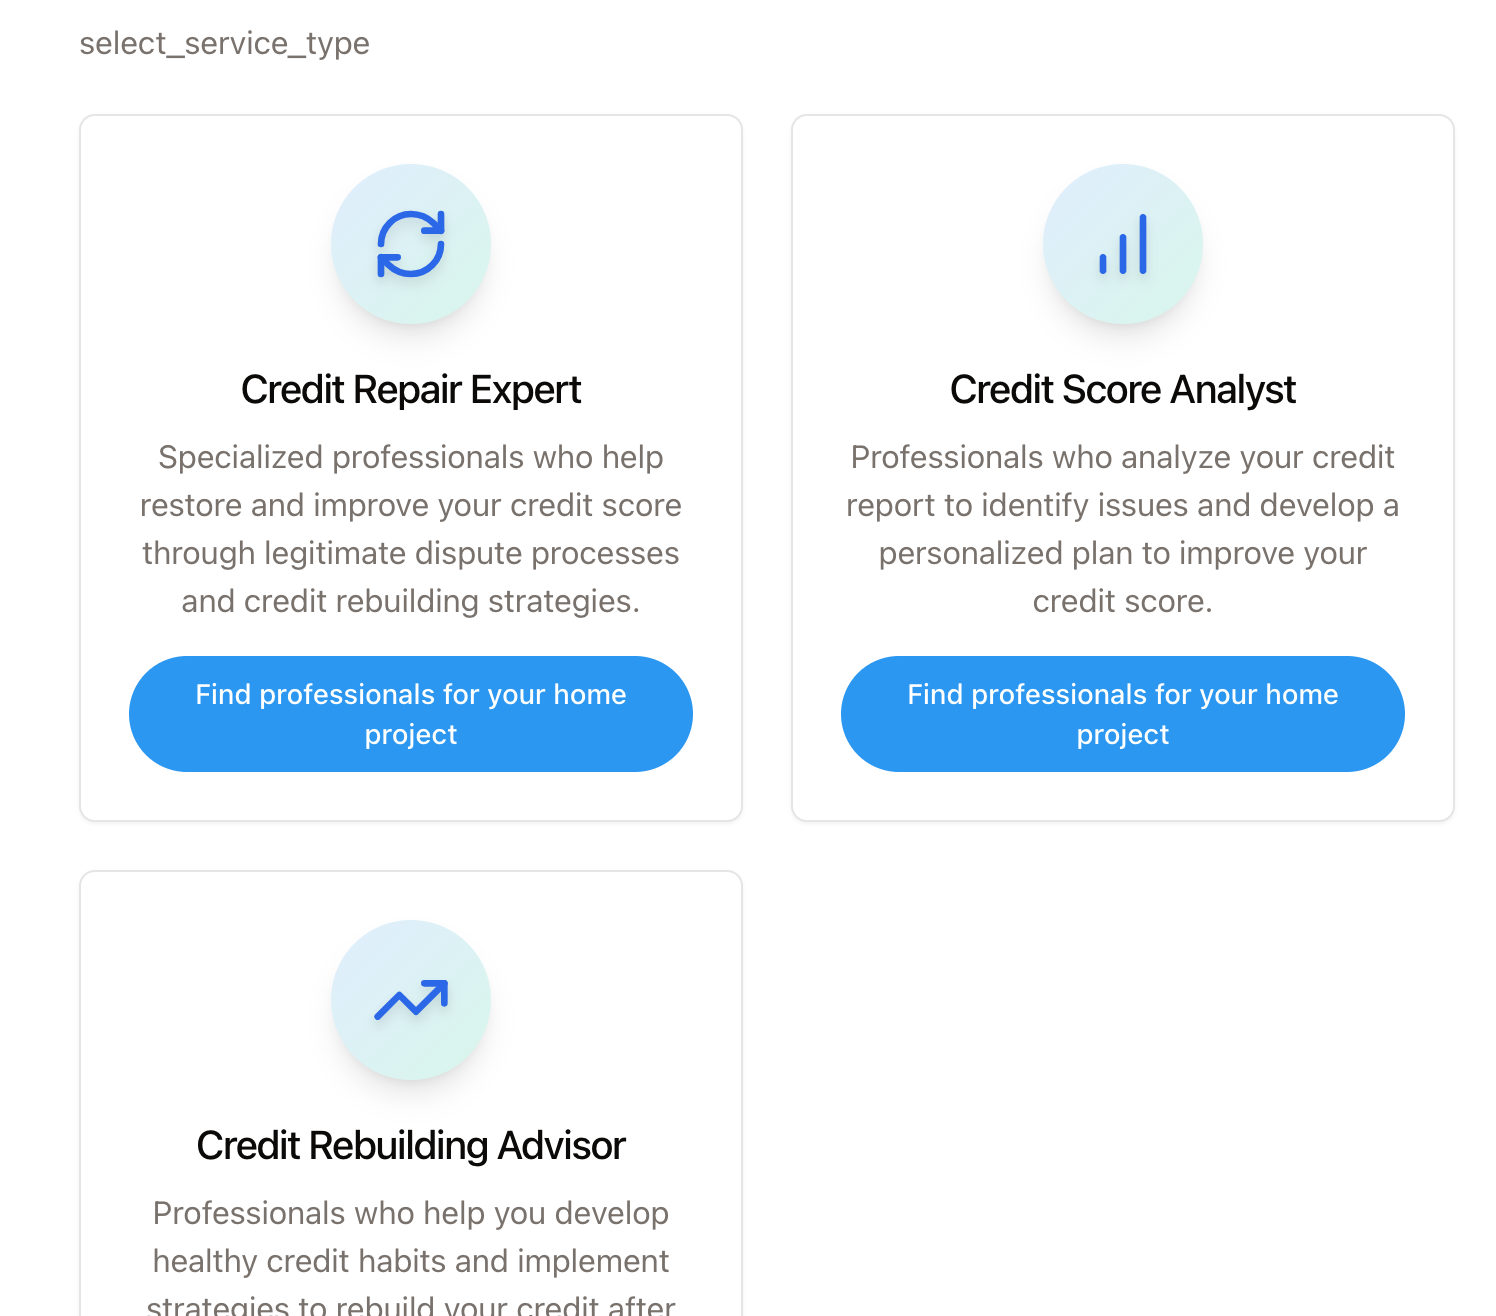 select_service_type
Credit Repair Expert
Specialized professionals who help
restore and improve your credit score
through legitimate dispute processes
and credit rebuilding strategies.
Find professionals for your home
project
Credit Score Analyst
Professionals who analyze your credit
report to identify issues and develop a
personalized plan to improve your
credit score.
Find professionals for your home
project
Credit Rebuilding Advisor
Professionals who help you develop
healthy credit habits and implement
strategies to rebuild your credit after